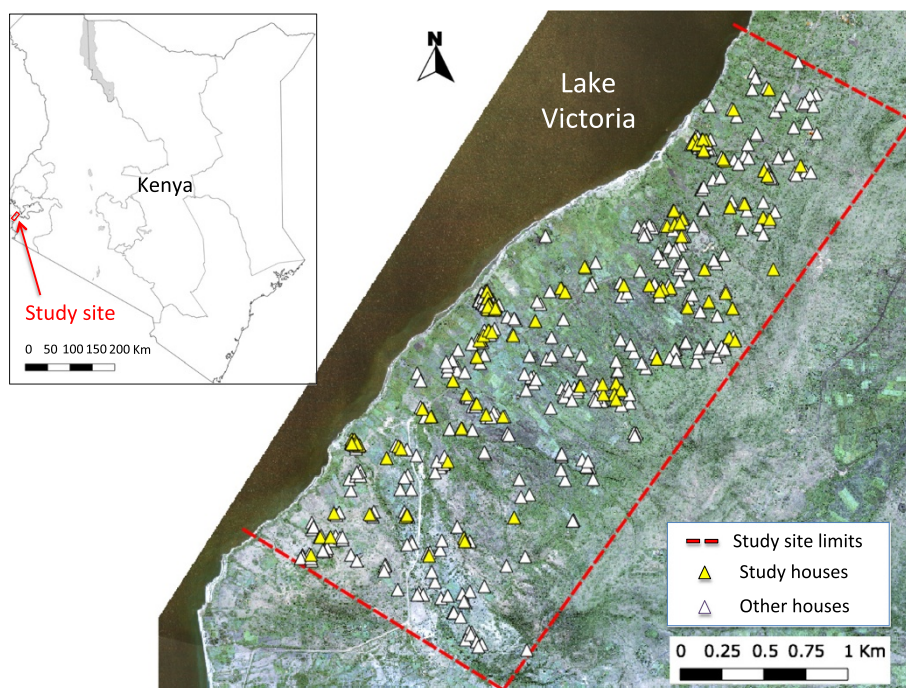 N
Lake
Victoria
Kenya
Study site
0 50 100 150 200 Km
Study site limits
Study houses
Other houses
0 0.25 0.5 0.75 1 Km